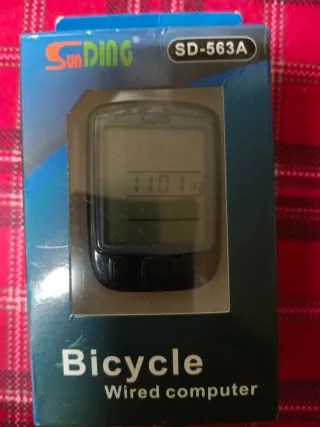 SunDING®
SD-563A
Bicycle
Wired computer